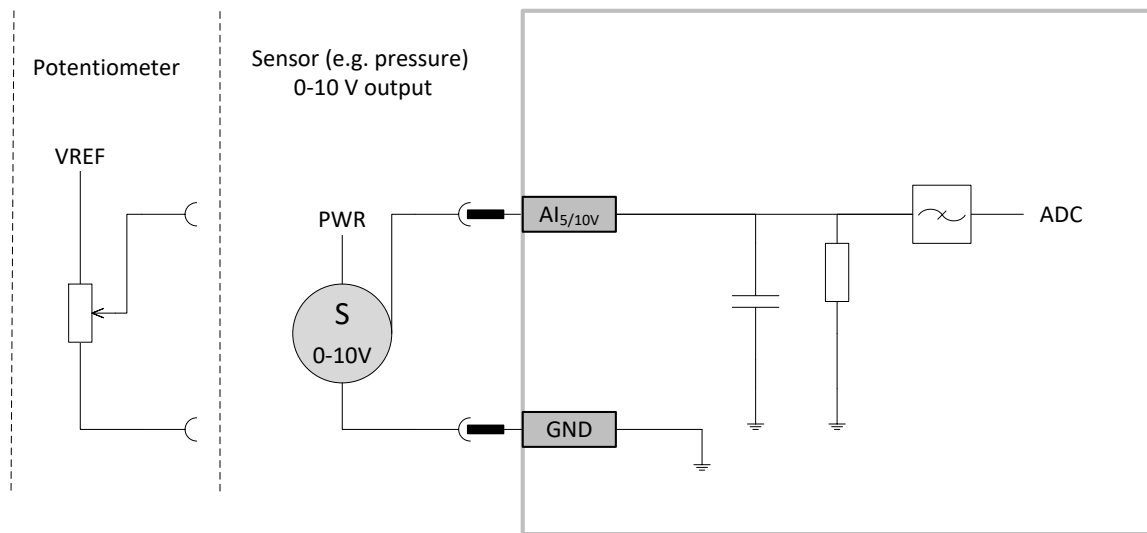 Potentiometer
Sensor (e.g. pressure)
0-10 V output
VREF
PWR
AI5/10V
ADC
S
0-10V
GND